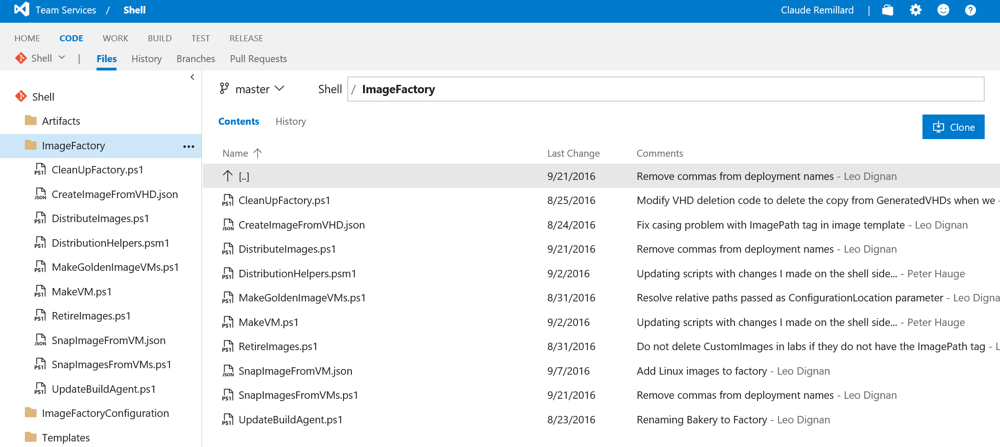 Team Services / Shell
Claude Remillard |
HOME CODE WORK BUILD TEST RELEASE
Shell | Files History Branches Pull Requests
Shell
Artifacts
ImageFactory
CleanUpFactory.ps1
CreateImageFromVHD.json
DistributeImages.ps1
DistributionHelpers.psm1
MakeGoldenImageVMs.ps1
MakeVM.ps1
RetireImages.ps1
SnapImageFromVM.json
SnapImagesFromVMs.ps1
UpdateBuildAgent.ps1
ImageFactoryConfiguration
Templates
master Shell / ImageFactory
Contents History
Clone
Name Last Change Comments
[..] 9/21/2016 Remove commas from deployment names - Leo Dignan
PS1 CleanUpFactory.ps1 8/25/2016 Modify VHD deletion code to delete the copy from GeneratedVHDs when we -
JSON CreateImageFromVHD.json 8/24/2016 Fix casing problem with ImagePath tag in image template - Leo Dignan
PS1 DistributeImages.ps1 9/21/2016 Remove commas from deployment names - Leo Dignan
PS1 DistributionHelpers.psm1 9/2/2016 Updating scripts with changes I made on the shell side... - Peter Hauge
PS1 MakeGoldenImageVMs.ps1 8/31/2016 Resolve relative paths passed as ConfigurationLocation parameter - Leo Digna
PS1 MakeVM.ps1 9/2/2016 Updating scripts with changes I made on the shell side... - Peter Hauge
PS1 RetireImages.ps1 8/31/2016 Do not delete CustomImages in labs if they do not have the ImagePath tag - L
JSON SnapImageFromVM.json 9/7/2016 Add Linux images to factory - Leo Dignan
PS1 SnapImagesFromVMs.ps1 9/21/2016 Remove commas from deployment names - Leo Dignan
PS1 UpdateBuildAgent.ps1 8/23/2016 Renaming Bakery to Factory - Leo Dignan